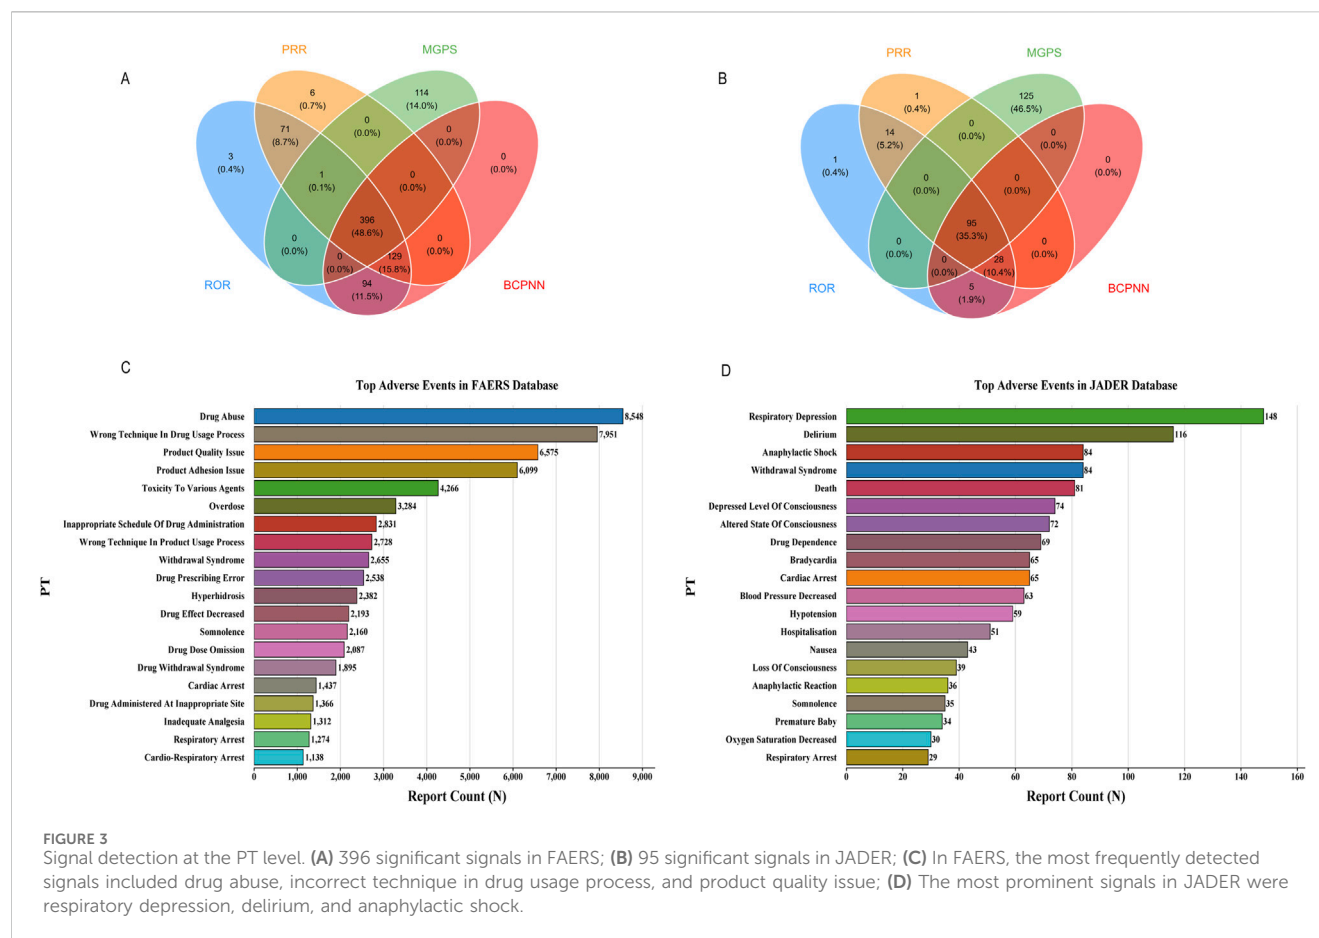 A
PRR
MGPS
6
(0.7%)
114
(14.0%)
71
(8.7%)
0
(0.0%)
0
(0.0%)
3
(0.4%)
0
(0.0%)
1
(0.1%)
0
(0.0%)
396
(48.6%)
0
(0.0%)
0
(0.0%)
129
(15.8%)
0
(0.0%)
94
(11.5%)
ROR
BCPNN
B
PRR
MGPS
1
(0.4%)
125
(46.5%)
14
(5.2%)
0
(0.0%)
0
(0.0%)
1
(0.4%)
0
(0.0%)
0
(0.0%)
0
(0.0%)
95
(35.3%)
0
(0.0%)
0
(0.0%)
28
(10.4%)
0
(0.0%)
5
(1.9%)
ROR
BCPNN
C
Top Adverse Events in FAERS Database
PT
Drug Abuse 8,548
Wrong Technique In Drug Usage Process 7,951
Product Quality Issue 6,575
Product Adhesion Issue 6,099
Toxicity To Various Agents 4,266
Overdose 3,284
Inappropriate Schedule Of Drug Administration 2,831
Wrong Technique In Product Usage Process 2,728
Withdrawal Syndrome 2,655
Drug Prescribing Error 2,538
Hyperhidrosis 2,382
Drug Effect Decreased 2,193
Somnolence 2,160
Drug Dose Omission 2,087
Drug Withdrawal Syndrome 1,895
Cardiac Arrest 1,437
Drug Administered At Inappropriate Site 1,366
Inadequate Analgesia 1,312
Respiratory Arrest 1,274
Cardio-Respiratory Arrest 1,138
0 1,000 2,000 3,000 4,000 5,000 6,000 7,000 8,000 9,000
Report Count (N)
D
Top Adverse Events in JADER Database
PT
Respiratory Depression 148
Delirium 116
Anaphylactic Shock 84
Withdrawal Syndrome 84
Death 81
Depressed Level Of Consciousness 74
Altered State Of Consciousness 72
Drug Dependence 69
Bradycardia 65
Cardiac Arrest 65
Blood Pressure Decreased 63
Hypotension 59
Hospitalisation 51
Nausea 43
Loss Of Consciousness 39
Anaphylactic Reaction 36
Somnolence 35
Premature Baby 34
Oxygen Saturation Decreased 30
Respiratory Arrest 29
0 20 40 60 80 100 120 140 160
Report Count (N)
FIGURE 3
Signal detection at the PT level. (A) 396 significant signals in FAERS; (B) 95 significant signals in JADER; (C) In FAERS, the most frequently detected
signals included drug abuse, incorrect technique in drug usage process, and product quality issue; (D) The most prominent signals in JADER were
respiratory depression, delirium, and anaphylactic shock.